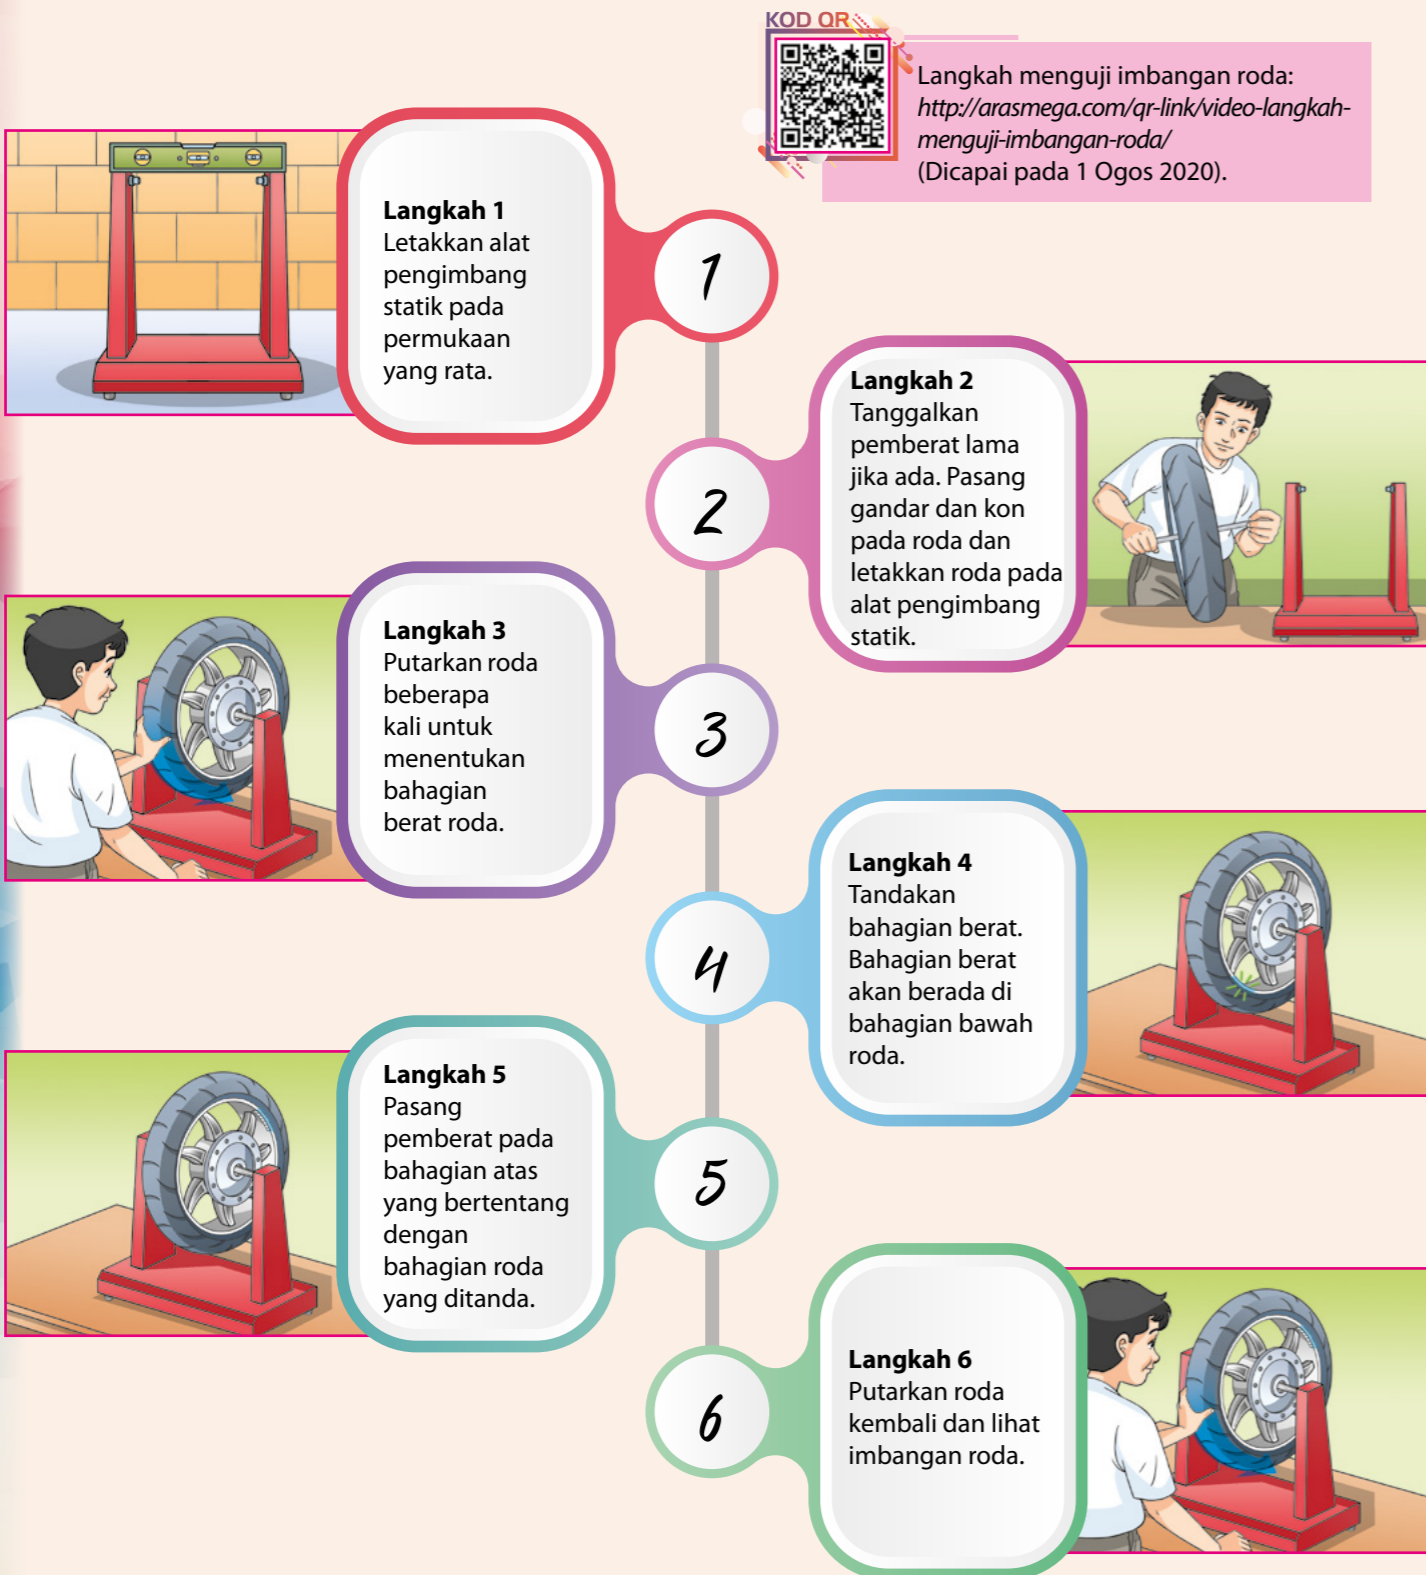 KOD QR
Langkah menguji imbangan roda:
http://arasmega.com/qr-link/video-langkah-
menguji-imbangan-roda/
(Dicapai pada 1 Ogos 2020).
Langkah 1
Letakkan alat
pengimbang
statik pada
permukaan
yang rata.
1
Langkah 2
Tanggalkan
pemberat lama
jika ada. Pasang
gandar dan kon
pada roda dan
letakkan roda pada
alat pengimbang
statik.
2
Langkah 3
Putarkan roda
beberapa
kali untuk
menentukan
bahagian
berat roda.
3
Langkah 4
Tandakan
bahagian berat.
Bahagian berat
akan berada di
bahagian bawah
roda.
4
Langkah 5
Pasang
pemberat pada
bahagian atas
yang bertentang
dengan
bahagian roda
yang ditanda.
5
Langkah 6
Putarkan roda
kembali dan lihat
imbangan roda.
6